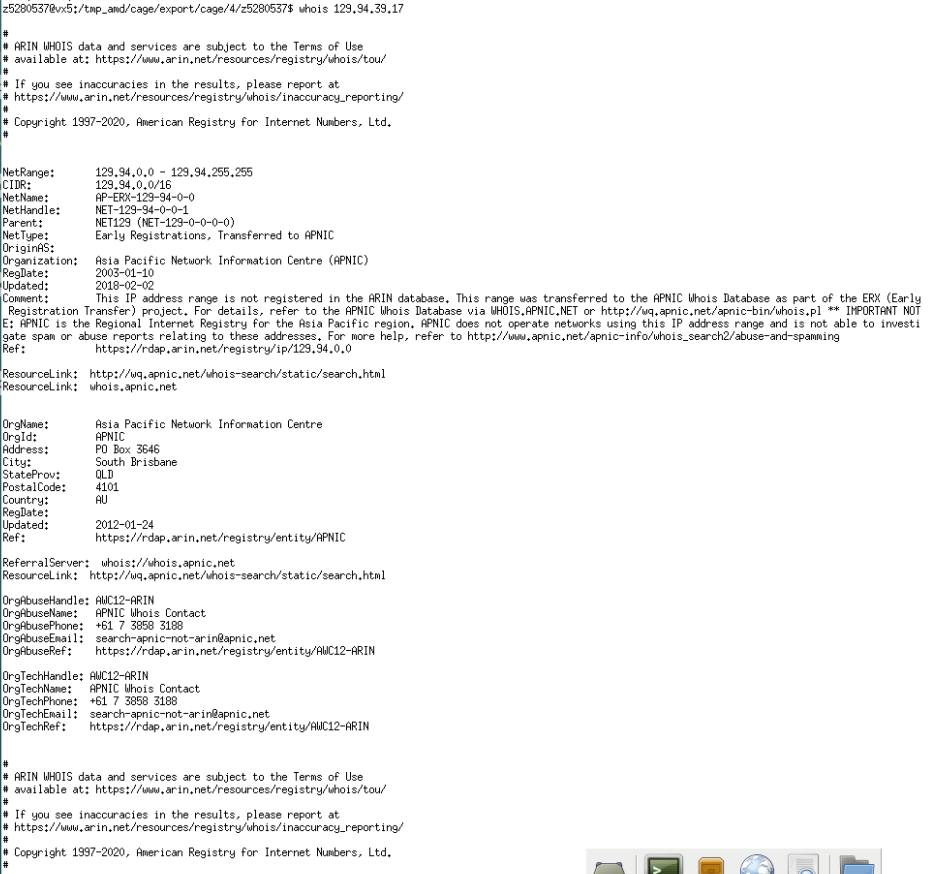 z5280537@vx5:/tmp_amd/cage/export/cage/4/z5280537$ whois 129.94.39.17
#
# ARIN WHOIS data and services are subject to the Terms of Use
# available at: https://www.arin.net/resources/registry/whois/tou/
#
# If you see inaccuracies in the results, please report at
# https://www.arin.net/resources/registry/whois/inaccuracy_reporting/
#
# Copyright 1997-2020, American Registry for Internet Numbers, Ltd.
#
NetRange: 129.94.0.0 - 129.94.255.255
CIDR: 129.94.0.0/16
NetName: AP-ERX-129-94-0-0
NetHandle: NET-129-94-0-0-1
Parent: NET129 (NET-129-0-0-0-0)
NetType: Early Registrations, Transferred to APNIC
OriginAS:
Organization: Asia Pacific Network Information Centre (APNIC)
RegDate: 2003-01-10
Updated: 2018-02-02
Comment: This IP address range is not registered in the ARIN database. This range was transferred to the APNIC Whois Database as part of the ERX (Early
Registration Transfer) project. For details, refer to the APNIC Whois Database via WHOIS.APNIC.NET or http://wq.apnic.net/apnic-bin/whois.pl ** IMPORTANT NOT
E: APNIC is the Regional Internet Registry for the Asia Pacific region. APNIC does not operate networks using this IP address range and is not able to investi
gate spam or abuse reports relating to these addresses. For more help, refer to http://www.apnic.net/apnic-info/whois_search2/abuse-and-spamming
Ref: https://rdap.arin.net/registry/ip/129.94.0.0
ResourceLink: http://wq.apnic.net/whois-search/static/search.html
ResourceLink: whois.apnic.net
OrgName: Asia Pacific Network Information Centre
OrgId: APNIC
Address: PO Box 3646
City: South Brisbane
StateProv: QLD
PostalCode: 4101
Country: AU
RegDate:
Updated: 2012-01-24
Ref: https://rdap.arin.net/registry/entity/APNIC
ReferralServer: whois://whois.apnic.net
ResourceLink: http://wq.apnic.net/whois-search/static/search.html
OrgAbuseHandle: AWC12-ARIN
OrgAbuseName: APNIC Whois Contact
OrgAbusePhone: +61 7 3858 3188
OrgAbuseEmail: search-apnic-not-arin@apnic.net
OrgAbuseRef: https://rdap.arin.net/registry/entity/AWC12-ARIN
OrgTechHandle: AWC12-ARIN
OrgTechName: APNIC Whois Contact
OrgTechPhone: +61 7 3858 3188
OrgTechEmail: search-apnic-not-arin@apnic.net
OrgTechRef: https://rdap.arin.net/registry/entity/AWC12-ARIN
#
# ARIN WHOIS data and services are subject to the Terms of Use
# available at: https://www.arin.net/resources/registry/whois/tou/
#
# If you see inaccuracies in the results, please report at
# https://www.arin.net/resources/registry/whois/inaccuracy_reporting/
#
# Copyright 1997-2020, American Registry for Internet Numbers, Ltd.
#